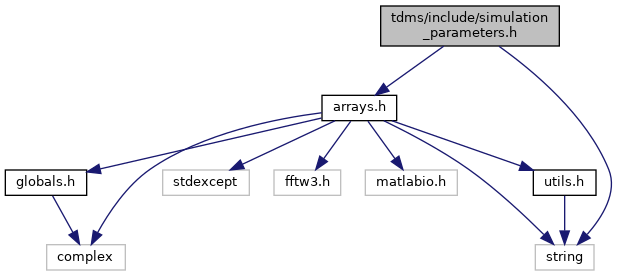 tdms/include/simulation
_parameters.h
arrays.h
globals.h
stdexcept
fftw3.h
matlabio.h
utils.h
complex
string